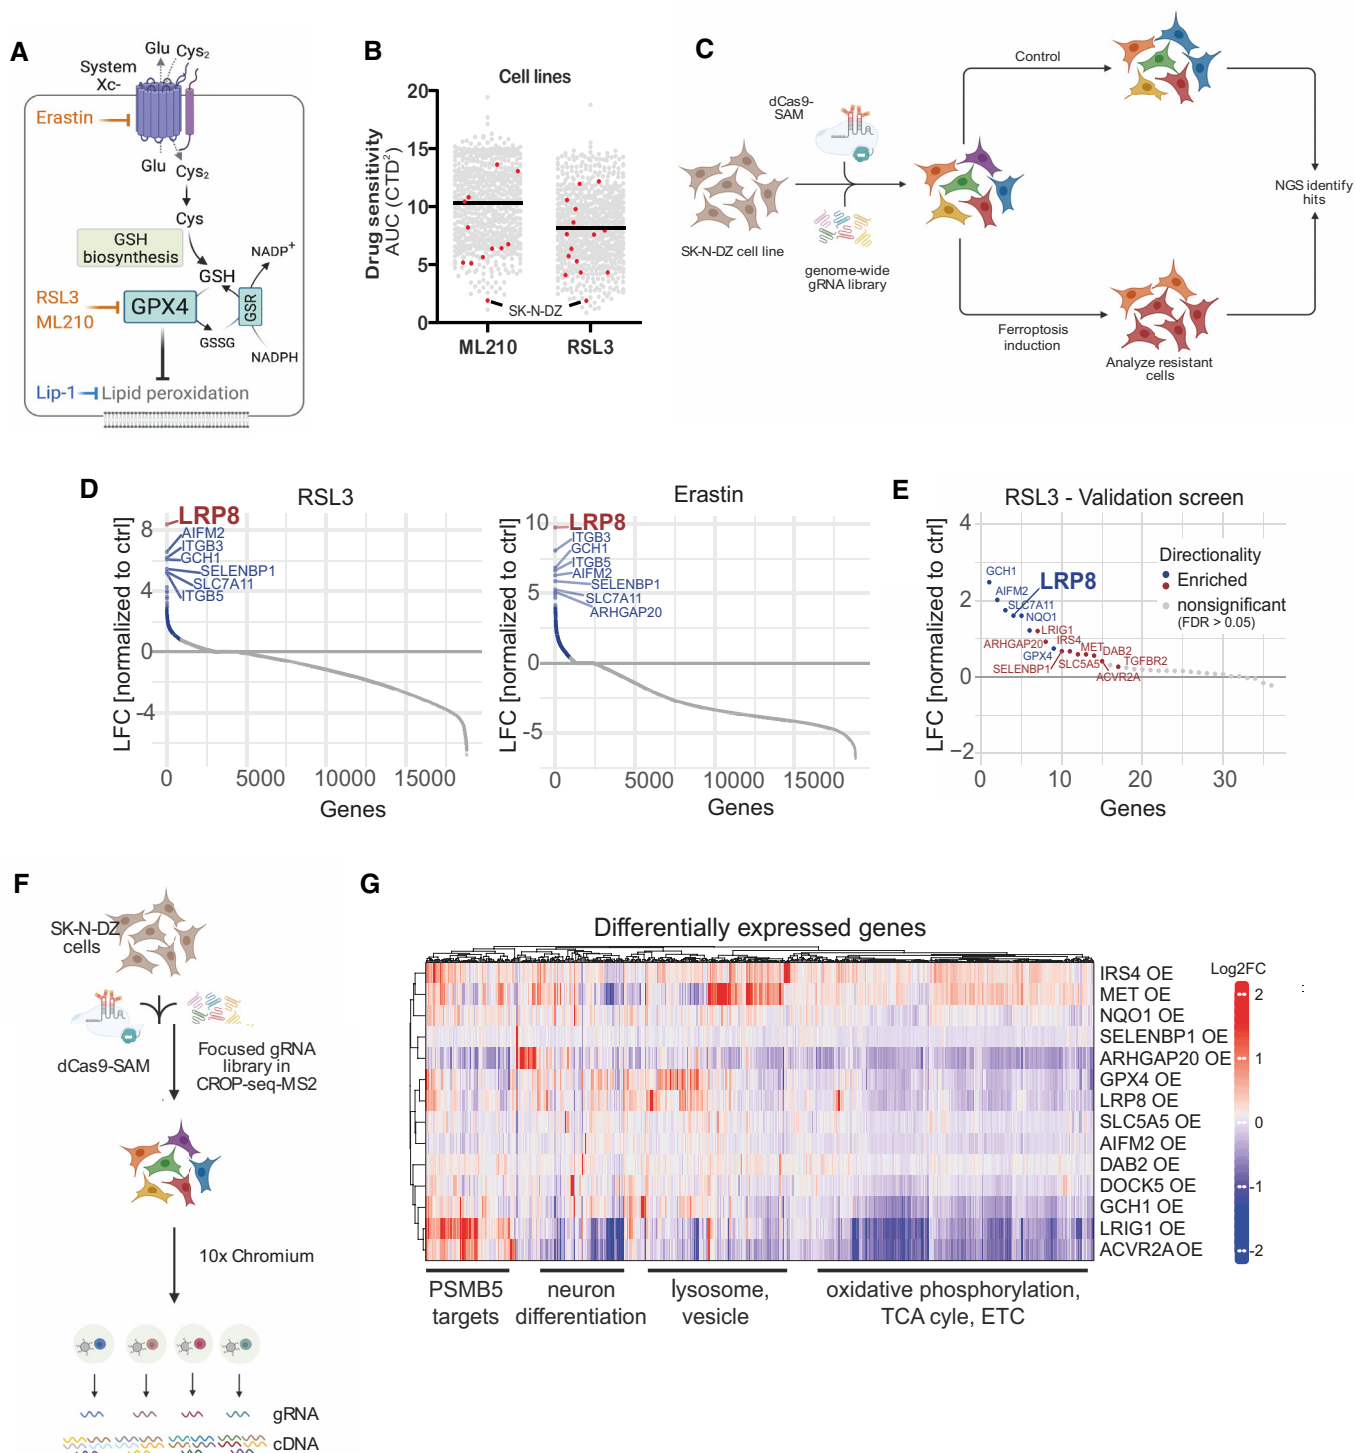 A
Glu
Cys2
System
Xc-
Erastin
Glu
Cys2
Cys
GSH
biosynthesis
NADP+
GSH
RSL3
ML210
GPX4
GSR
GSSG
NADPH
Lip-1
Lipid peroxidation
B
Cell lines
Drug sensitivity
AUC (CTD2)
20
15
10
5
0
SK-N-DZ
ML210
RSL3
C
Control
dCas9-
SAM
SK-N-DZ cell line
genome-wide
gRNA library
NGS identify
hits
Ferroptosis
induction
Analyze resistant
cells
D
RSL3
LFC [normalized to ctrl]
8
4
0
−4
LRP8
AIFM2
ITGB3
GCH1
SELENBP1
SLC7A11
ITGB5
0
5000
10000
15000
Genes
Erastin
LFC [normalized to ctrl]
10
5
0
−5
LRP8
ITGB3
GCH1
ITGB5
AIFM2
SELENBP1
SLC7A11
ARHGAP20
0
5000
10000
15000
Genes
E
RSL3 - Validation screen
LFC [normalized to ctrl]
4
2
0
−2
Directionality
Enriched
nonsignificant
(FDR > 0.05)
GCH1
LRP8
AIFM2
SLC7A11
NQO1
LRIG1
ARHGAP20
IRS4
MET
DAB2
GPX4
SELENBP1
SLC5A5
TGFBR2
ACVR2A
0
10
20
30
Genes
F
SK-N-DZ
cells
dCas9-SAM
Focused gRNA
library in
CROP-seq-MS2
10x Chromium
gRNA
cDNA
G
Differentially expressed genes
IRS4 OE
MET OE
NQO1 OE
SELENBP1 OE
ARHGAP20 OE
GPX4 OE
LRP8 OE
SLC5A5 OE
AIFM2 OE
DAB2 OE
DOCK5 OE
GCH1 OE
LRIG1 OE
ACVR2A OE
Log2FC
2
1
0
-1
-2
:
PSMB5
targets
neuron
differentiation
lysosome,
vesicle
oxidative phosphorylation,
TCA cyle, ETC